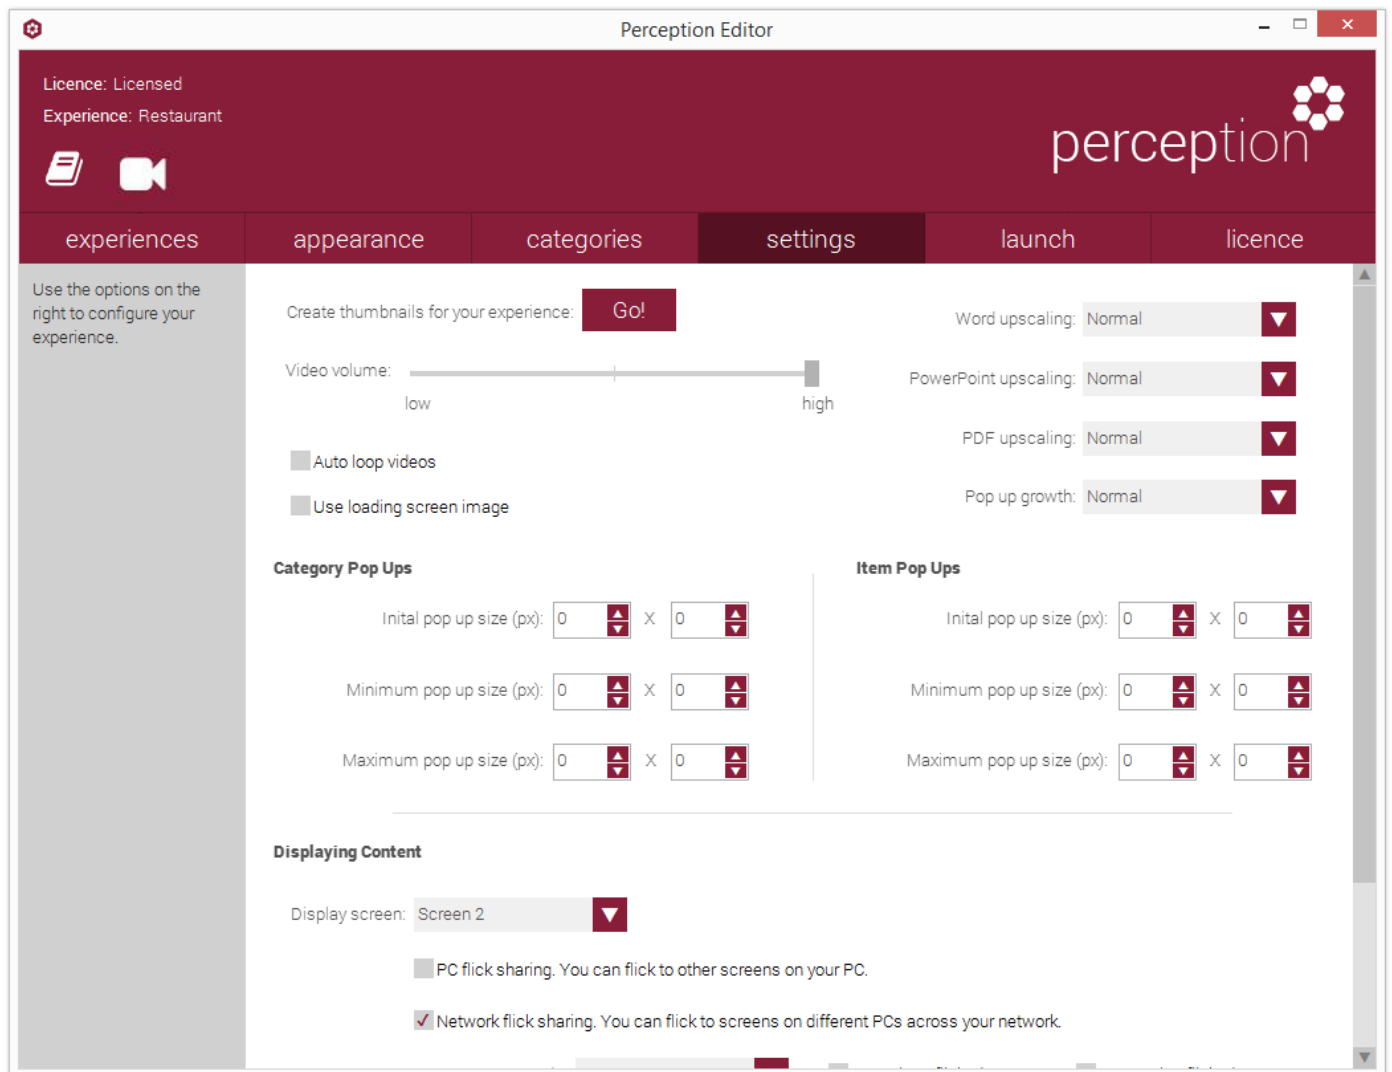 Perception Editor
Licence: Licensed
Experience: Restaurant
perception
experiences
appearance
categories
settings
launch
licence
Use the options on the
right to configure your
experience.
Create thumbnails for your experience: Go!
Word upscaling: Normal
Video volume:
low
high
PowerPoint upscaling: Normal
PDF upscaling: Normal
Auto loop videos
Pop up growth: Normal
Use loading screen image
Category Pop Ups
Inital pop up size (px): 0 X 0
Minimum pop up size (px): 0 X 0
Maximum pop up size (px): 0 X 0
Item Pop Ups
Inital pop up size (px): 0 X 0
Minimum pop up size (px): 0 X 0
Maximum pop up size (px): 0 X 0
Displaying Content
Display screen: Screen 2
PC flick sharing. You can flick to other screens on your PC.
Network flick sharing. You can flick to screens on different PCs across your network.